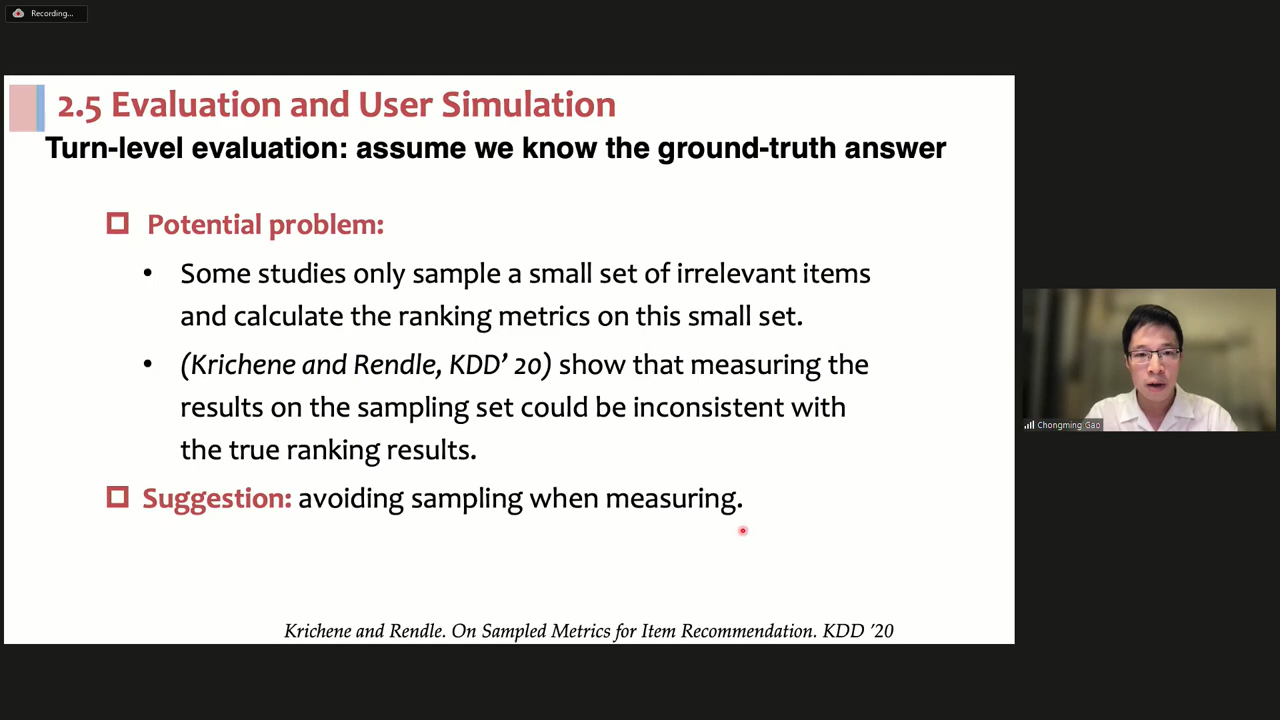 Recording...
2.5 Evaluation and User Simulation
Turn-level evaluation: assume we know the ground-truth answer
Potential problem:
• Some studies only sample a small set of irrelevant items
and calculate the ranking metrics on this small set.
• (Krichene and Rendle, KDD’ 20) show that measuring the
results on the sampling set could be inconsistent with
the true ranking results.
Suggestion: avoiding sampling when measuring.
Krichene and Rendle. On Sampled Metrics for Item Recommendation. KDD ’20
Chongming Gao